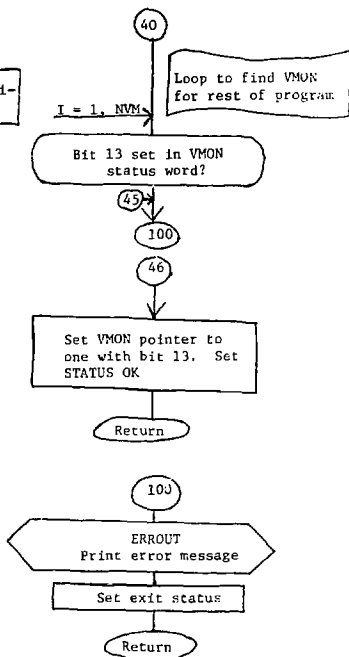 40
Loop to find VMON
for rest of program
i-
I = 1, NVM
Bit 13 set in VMON
status word?
45
100
46
Set VMON pointer to
one with bit 13. Set
STATUS OK
Return
100
ERROUT
Print error message
Set exit status
Return